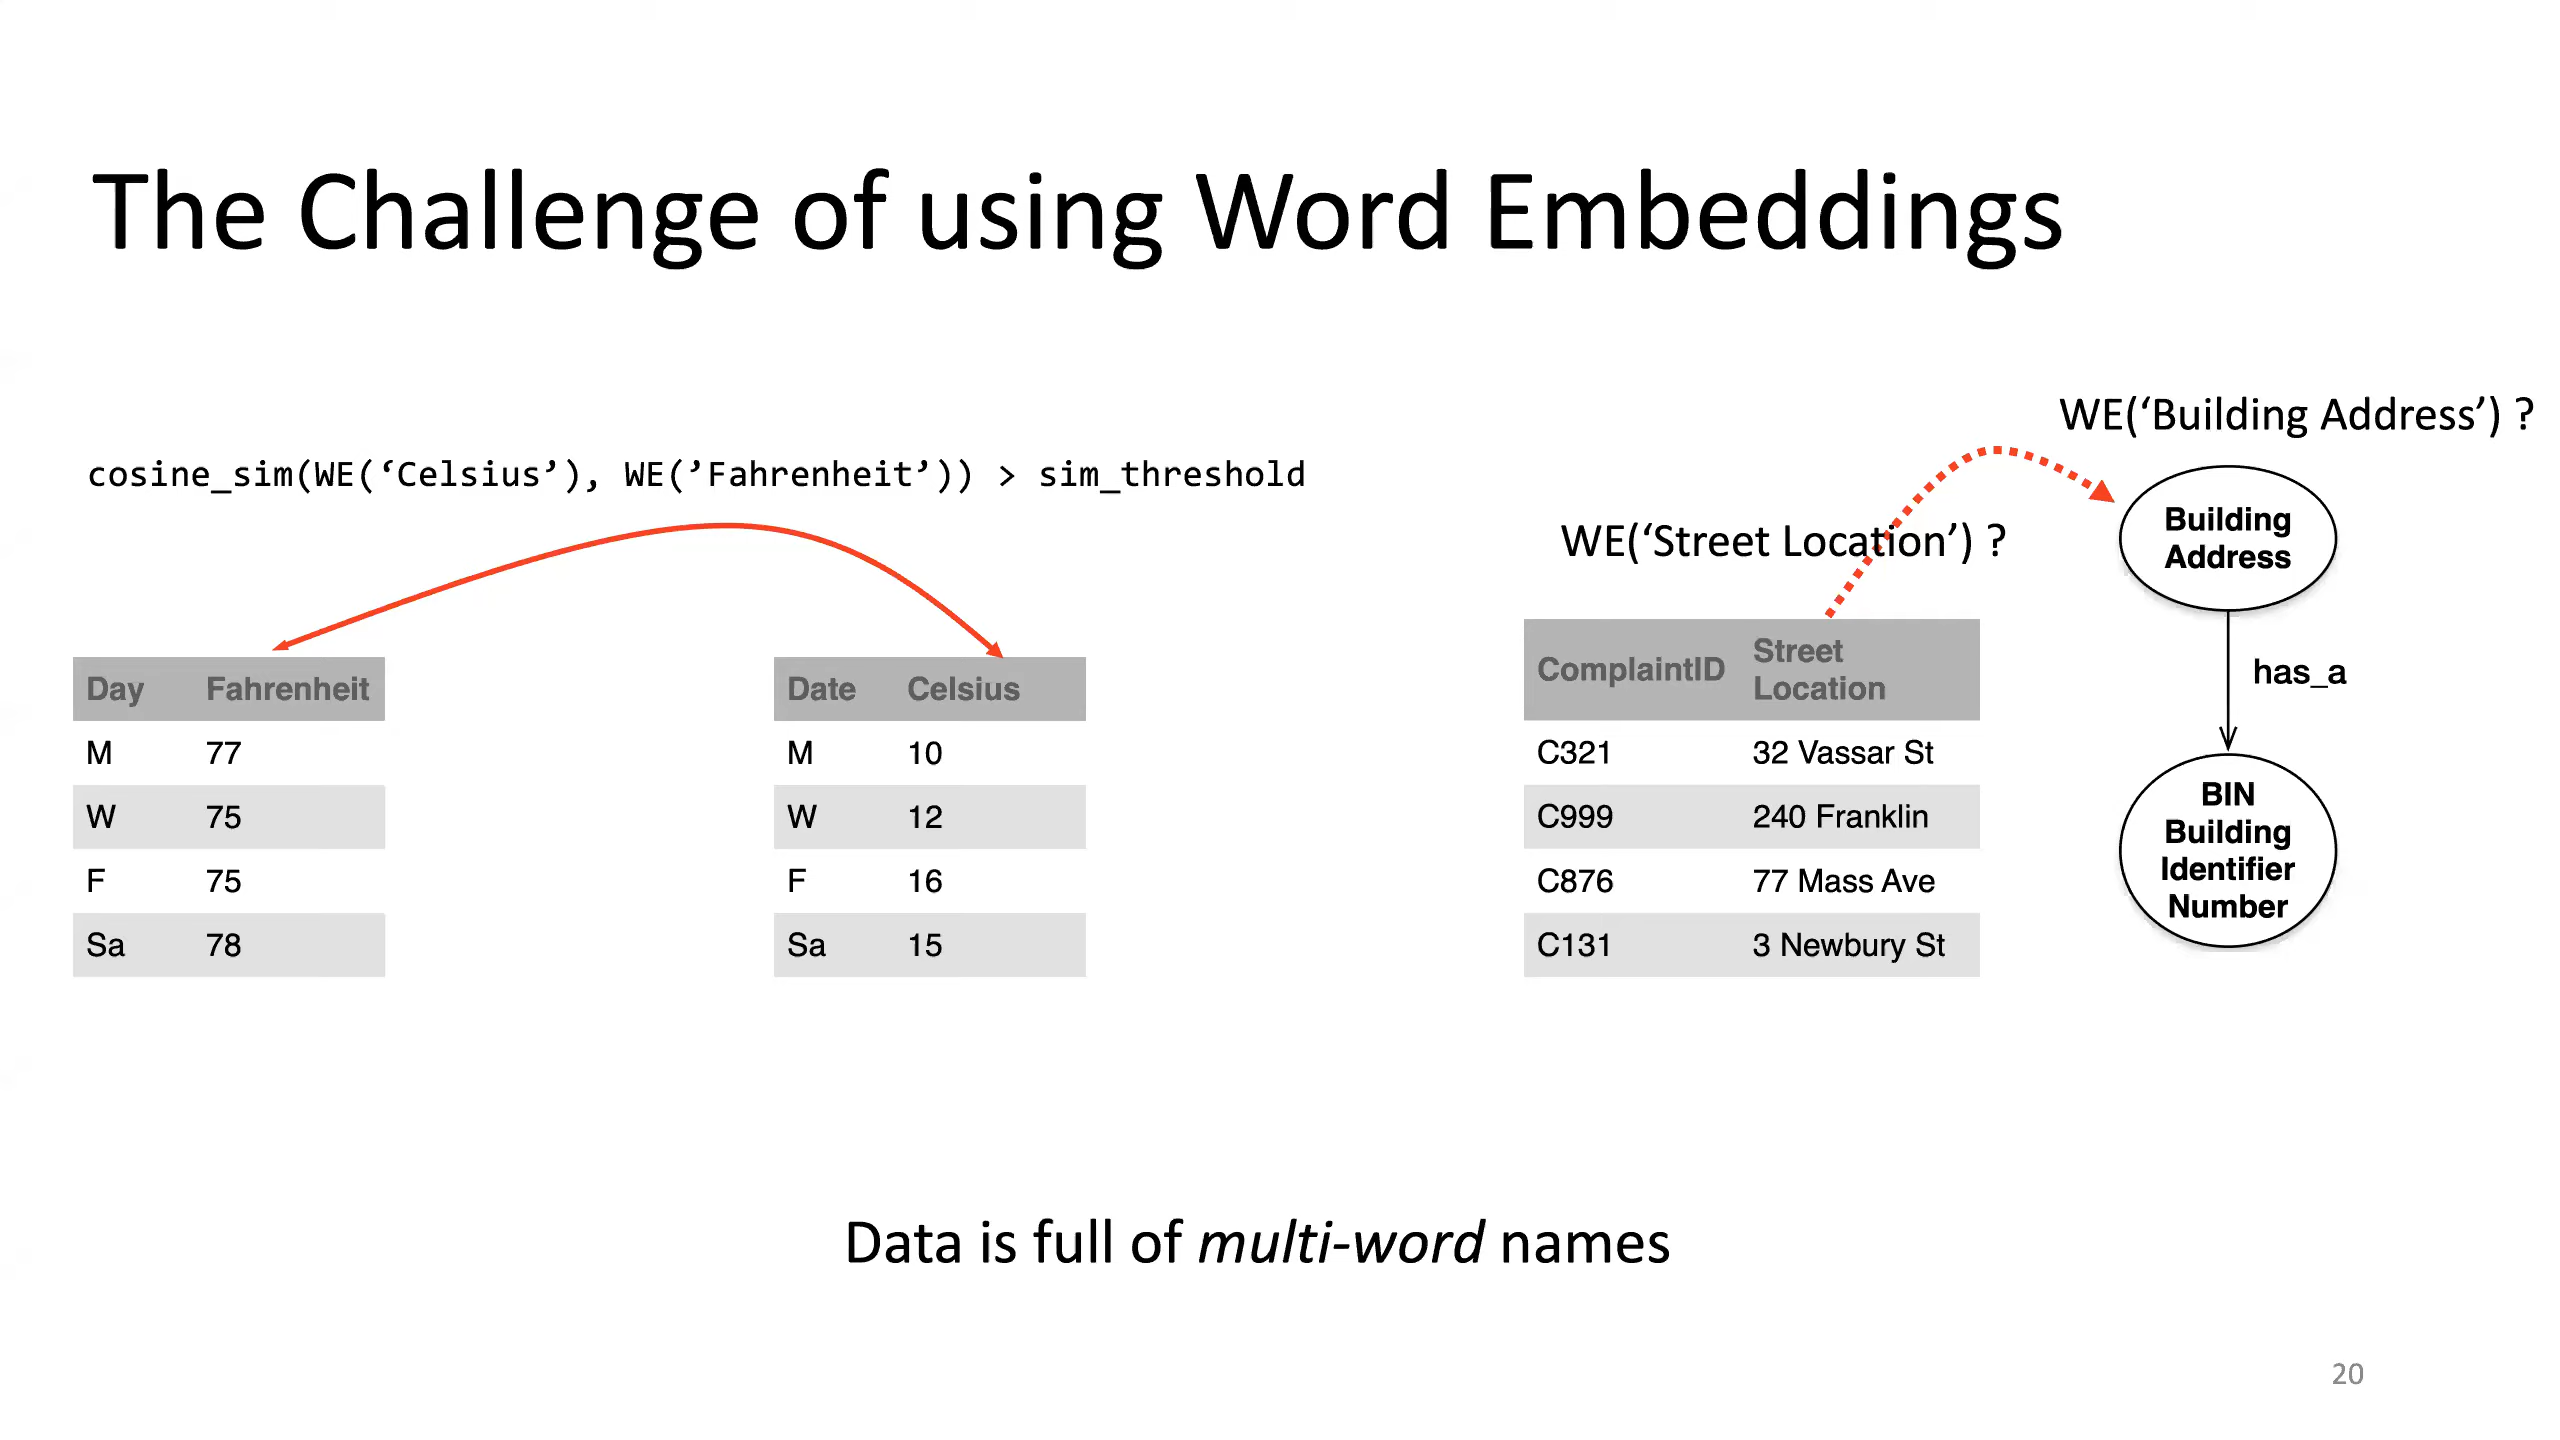 The Challenge of using Word Embeddings
cosine_sim(WE(‘Celsius’), WE(’Fahrenheit’)) > sim_threshold
Day Fahrenheit
M 77
W 75
F 75
Sa 78
Date Celsius
M 10
W 12
F 16
Sa 15
WE(‘Building Address’) ?
WE(‘Street Location’) ?
ComplaintID Street
Location
C321 32 Vassar St
C999 240 Franklin
C876 77 Mass Ave
C131 3 Newbury St
Building
Address
has_a
BIN
Building
Identifier
Number
Data is full of multi-word names
20